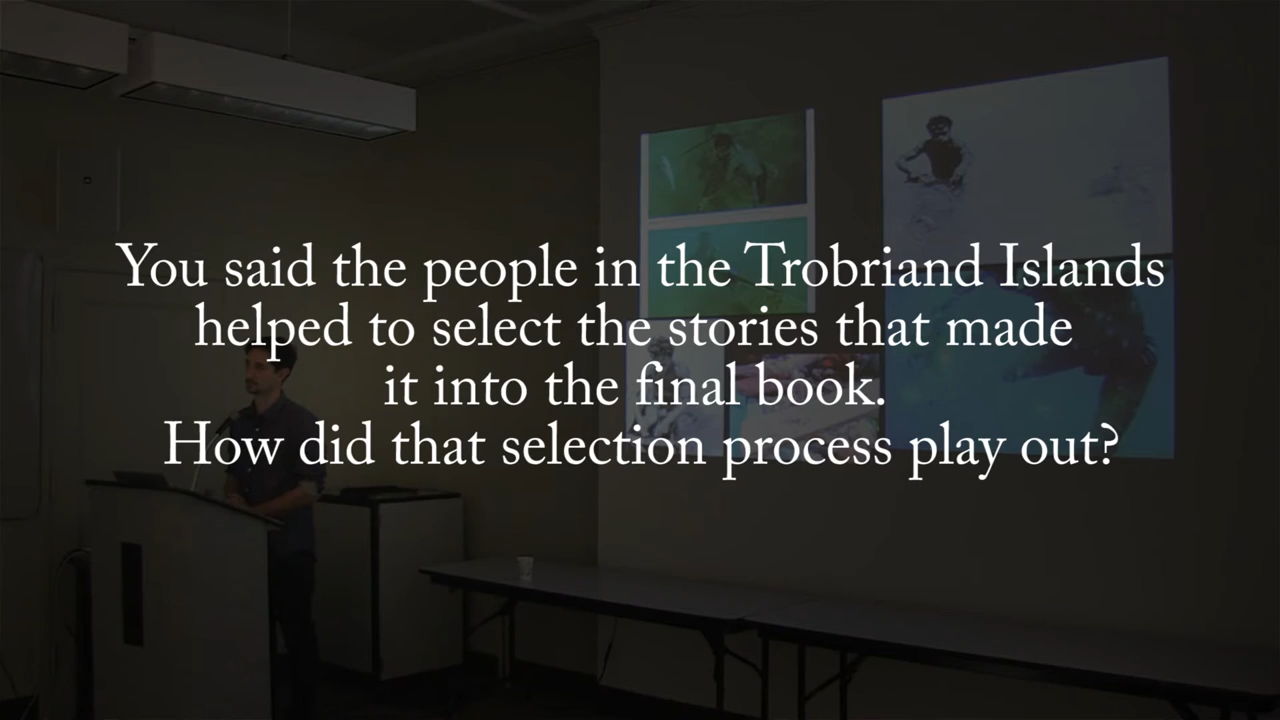 You said the people in the Trobriand Islands
helped to select the stories that made
it into the final book.
How did that selection process play out?